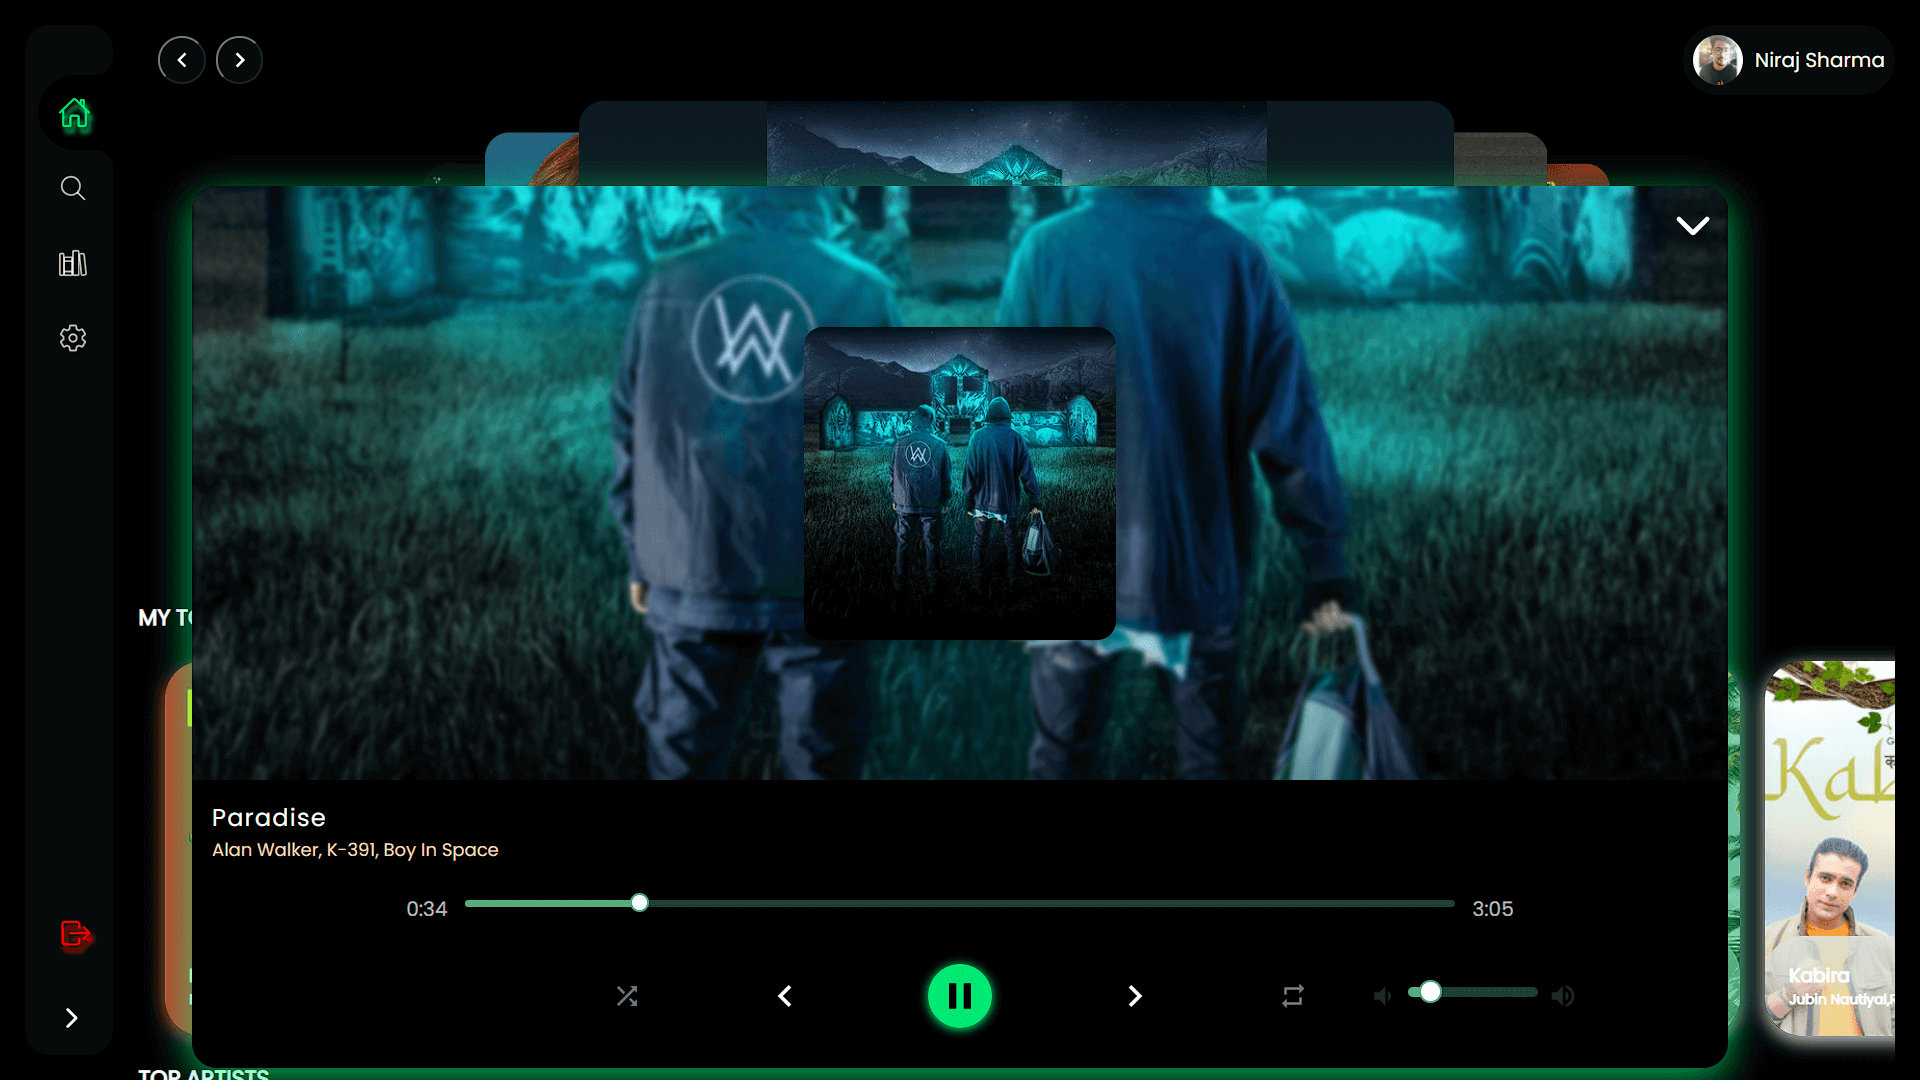 Niraj Sharma
MY TO
Paradise
Alan Walker, K-391, Boy In Space
0:34
3:05
Kabira
Jubin Nautiyal,R
TOP ARTISTS